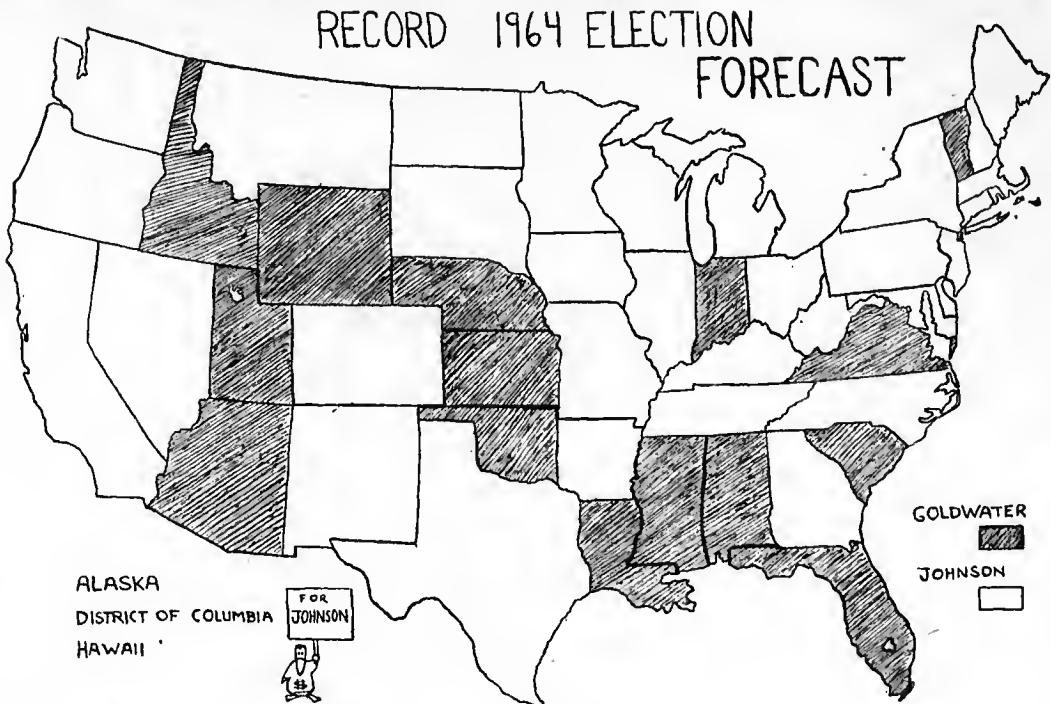 RECORD 1964 ELECTION
FORECAST
GOLDWATER
JOHNSON
ALASKA
DISTRICT OF COLUMBIA
HAWAII
FOR
JOHNSON
$